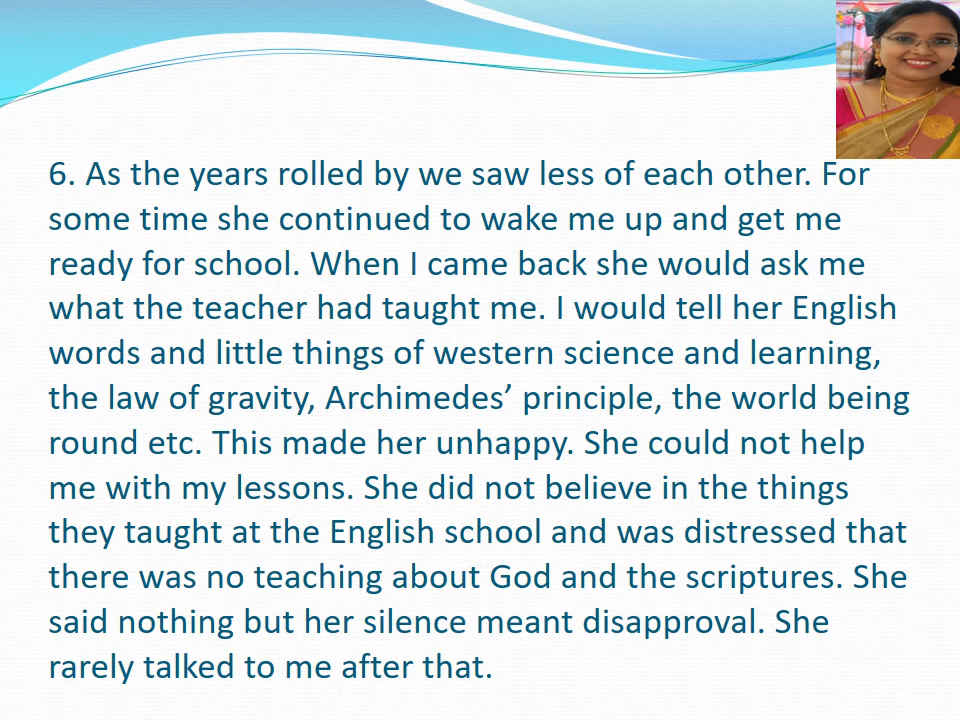 6. As the years rolled by we saw less of each other. For
some time she continued to wake me up and get me
ready for school. When I came back she would ask me
what the teacher had taught me. I would tell her English
words and little things of western science and learning,
the law of gravity, Archimedes’ principle, the world being
round etc. This made her unhappy. She could not help
me with my lessons. She did not believe in the things
they taught at the English school and was distressed that
there was no teaching about God and the scriptures. She
said nothing but her silence meant disapproval. She
rarely talked to me after that.